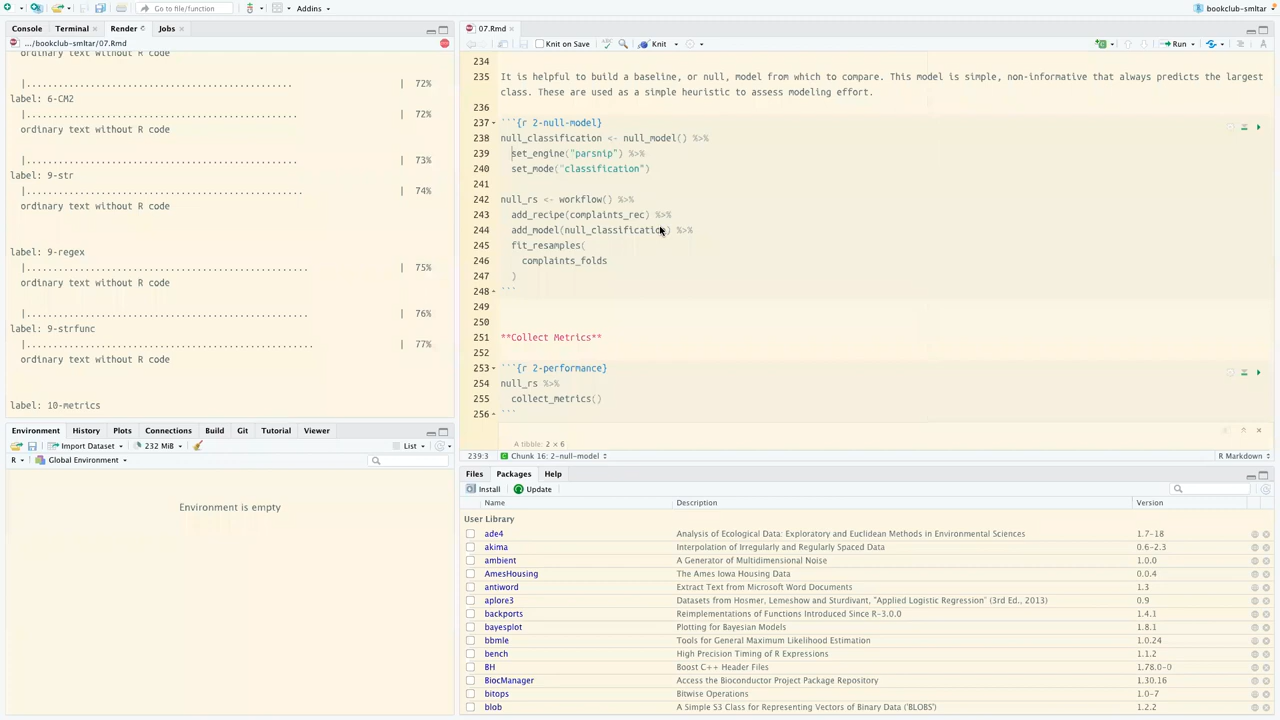 Go to file/function
Addins
bookclub-smltar
Console
Terminal
Render
Jobs
.../bookclub-smltar/07.Rmd
ordinary text without R code
|.................................................. | 72%
label: 6-CM2
|................................................... | 72%
ordinary text without R code
|................................................... | 73%
label: 9-str
|.................................................... | 74%
ordinary text without R code
label: 9-regex
|..................................................... | 75%
ordinary text without R code
|..................................................... | 76%
label: 9-strfunc
|...................................................... | 77%
ordinary text without R code
label: 10-metrics
07.Rmd
Knit on Save
Knit
Run
234
235 It is helpful to build a baseline, or null, model from which to compare. This model is simple, non-informative that always predicts the largest
class. These are used as a simple heuristic to assess modeling effort.
236
237 ```{r 2-null-model}
238 null_classification <- null_model() %>%
239 set_engine("parsnip") %>%
240 set_mode("classification")
241
242 null_rs <- workflow() %>%
243 add_recipe(complaints_rec) %>%
244 add_model(null_classification) %>%
245 fit_resamples(
246 complaints_folds
247 )
248 ```
249
250
251 **Collect Metrics**
252
253 ```{r 2-performance}
254 null_rs %>%
255 collect_metrics()
256 ```
A tibble: 2 × 6
239:3 Chunk 16: 2-null-model R Markdown
Environment
History
Plots
Connections
Build
Git
Tutorial
Viewer
Import Dataset
232 MiB
List
R
Global Environment
Environment is empty
Files
Packages
Help
Install
Update
Name Description Version
User Library
ade4 Analysis of Ecological Data: Exploratory and Euclidean Methods in Environmental Sciences 1.7-18
akima Interpolation of Irregularly and Regularly Spaced Data 0.6-2.3
ambient A Generator of Multidimensional Noise 1.0.0
AmesHousing The Ames Iowa Housing Data 0.0.4
antiword Extract Text from Microsoft Word Documents 1.3
aplore3 Datasets from Hosmer, Lemeshow and Sturdivant, "Applied Logistic Regression" (3rd Ed., 2013) 0.9
backports Reimplementations of Functions Introduced Since R-3.0.0 1.4.1
bayesplot Plotting for Bayesian Models 1.8.1
bbmle Tools for General Maximum Likelihood Estimation 1.0.24
bench High Precision Timing of R Expressions 1.1.2
BH Boost C++ Header Files 1.78.0-0
BiocManager Access the Bioconductor Project Package Repository 1.30.16
bitops Bitwise Operations 1.0-7
blob A Simple S3 Class for Representing Vectors of Binary Data ('BLOBS') 1.2.2